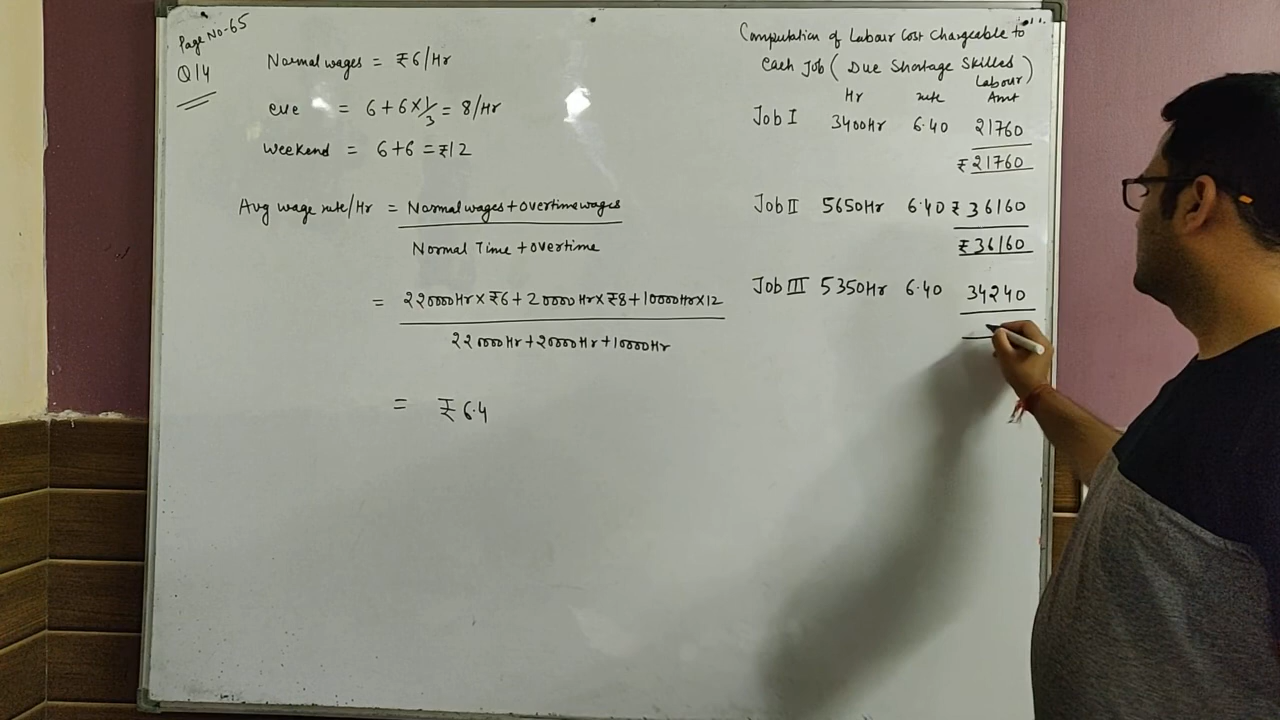 Page No-65
Q14
Normal wages = ₹6/Hr
eve = 6+6×1/3 = 8/Hr
Weekend = 6+6 = ₹12
Avg wage rate/Hr = Normal wages + overtime wages
Normal Time + overtime
= 220000Hr × ₹6 + 20000Hr × ₹8 + 10000Hr × 12
220000Hr + 20000Hr + 10000Hr
= ₹6.4
Computation of Labour Cost Chargeable to
Each Job (Due Shortage Skilled Labour)
Hr rate Amt
Job I 3400Hr 6.40 21760
₹21760
Job II 5650Hr 6.40 ₹36160
₹36160
Job III 5350Hr 6.40 34240